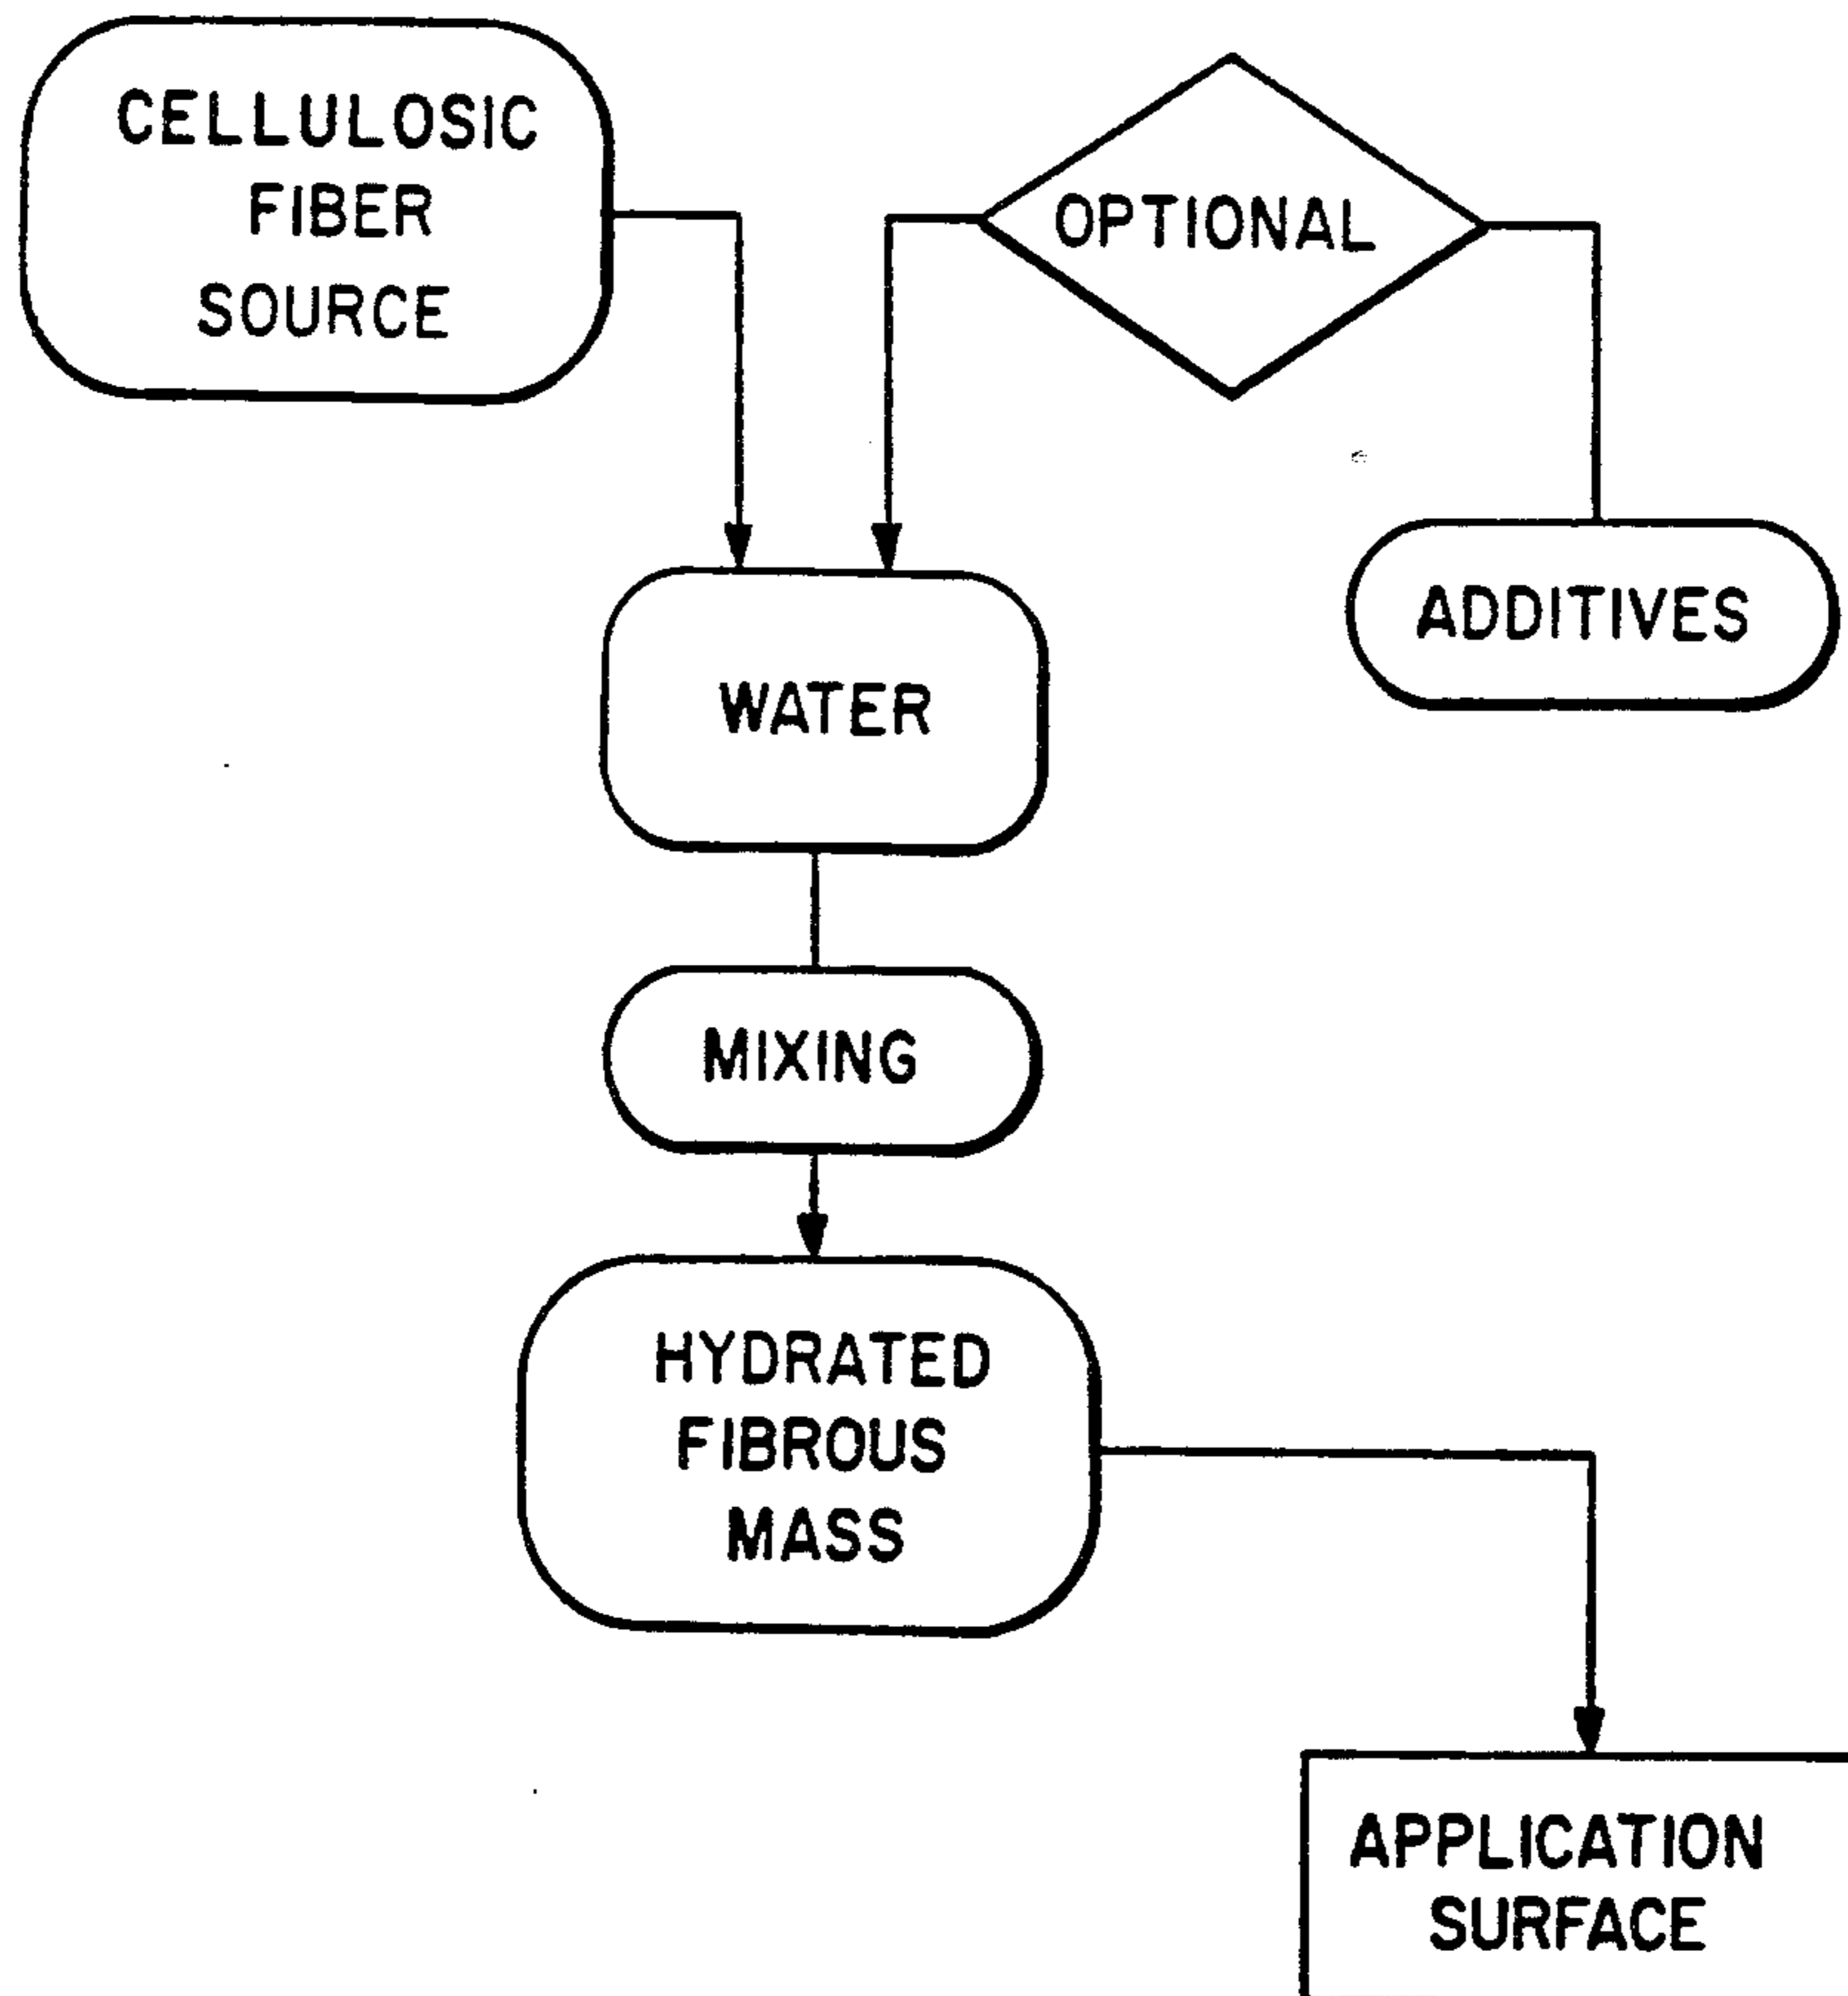 CELLULOSIC
FIBER
SOURCE
OPTIONAL
ADDITIVES
WATER
MIXING
HYDRATED
FIBROUS
MASS
APPLICATION
SURFACE